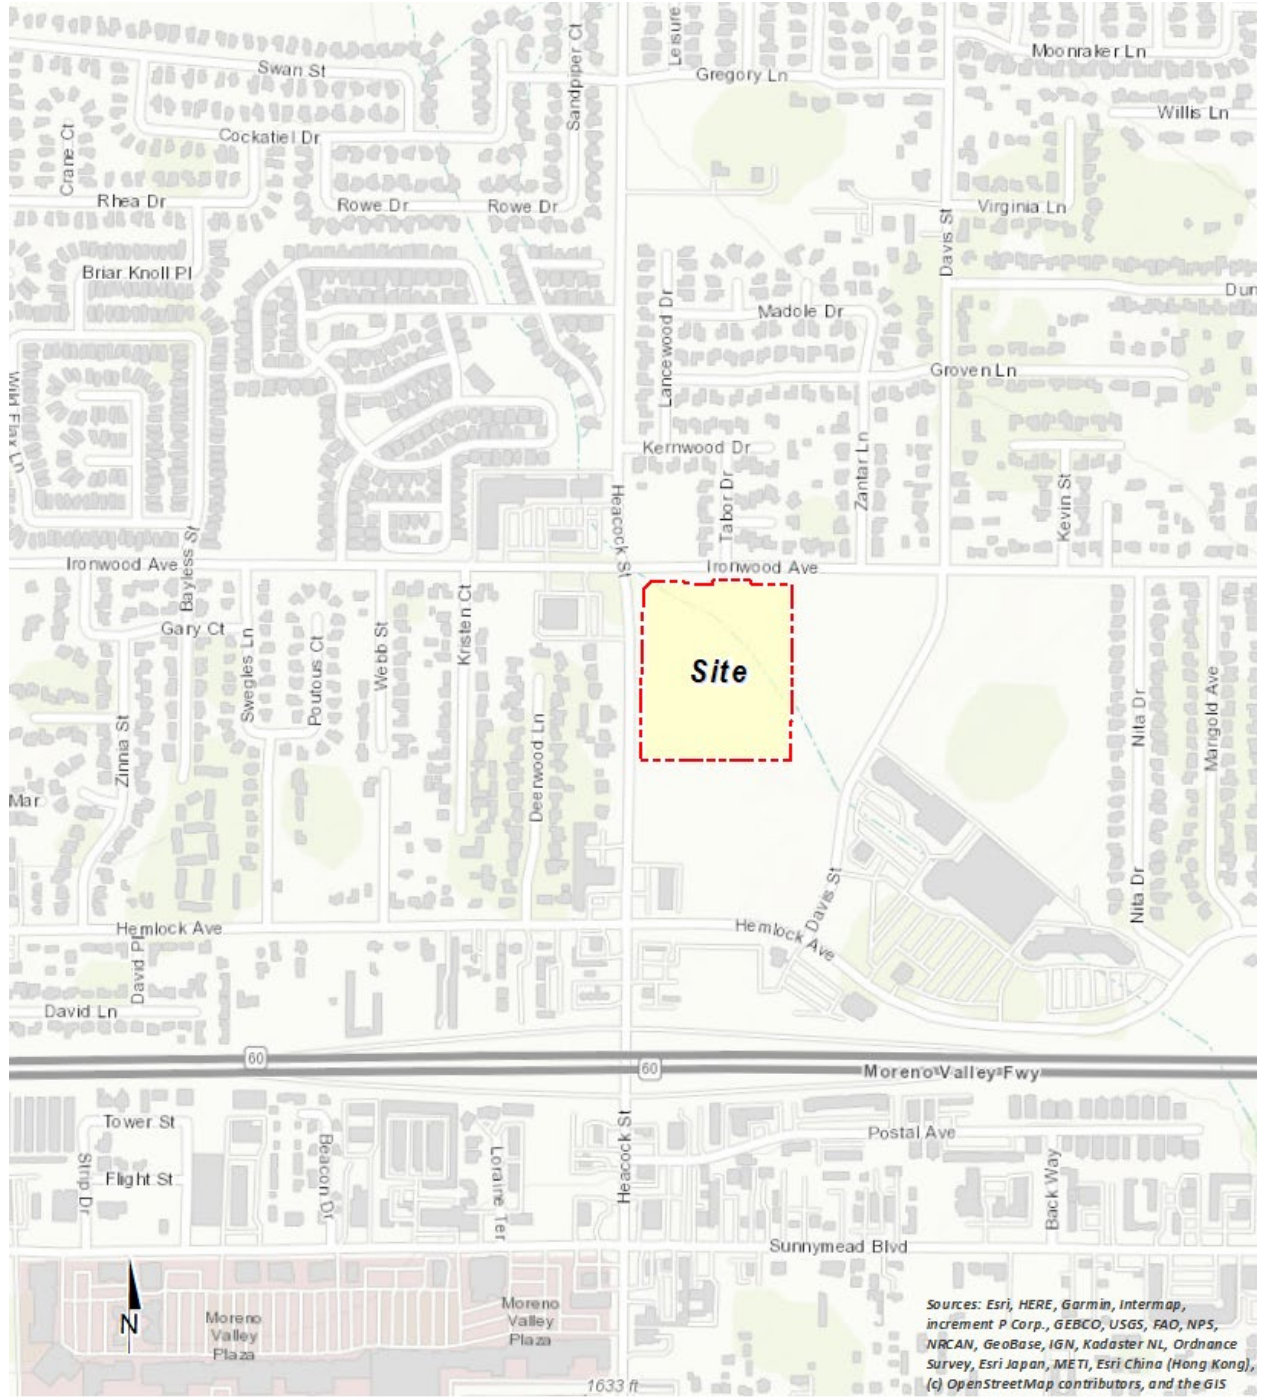 Leisure
Moonraker Ln
Sandpiper Ct
Swan St
Gregory Ln
Willis Ln
Cockatiel Dr
Crane Ct
Rhea Dr
Rowe Dr
Rowe Dr
Virginia Ln
Davis St
Briar Knoll Pl
Dun
Madole Dr
Lancewood Dr
Groven Ln
Wild Flax Ln
Kernwood Dr
Zantar Ln
Tabor Dr
Kevin St
Heacock St
Ironwood Ave
Ironwood Ave
Bayless St
Gary Ct
Kristen Ct
Webb St
Swegles Ln
Poutous Ct
Site
Zinnia St
Deerwood Ln
Nita Dr
Marigold Ave
Mar
Nita Dr
Davis St
Hemlock Ave
Hemlock Ave
David Pl
David Ln
60
60
Moreno Valley Fwy
Tower St
Heacock St
Postal Ave
Strip Dr
Flight St
Beacon Dr
Loraine Ter
Back Way
Sunnymead Blvd
N
Moreno
Valley
Plaza
Moreno
Valley
Plaza
1633 ft
Sources: Esri, HERE, Garmin, Intermap,
increment P Corp., GEBCO, USGS, FAO, NPS,
NRCAN, GeoBase, IGN, Kadaster NL, Ordnance
Survey, Esri Japan, METI, Esri China (Hong Kong),
(c) OpenStreetMap contributors, and the GIS